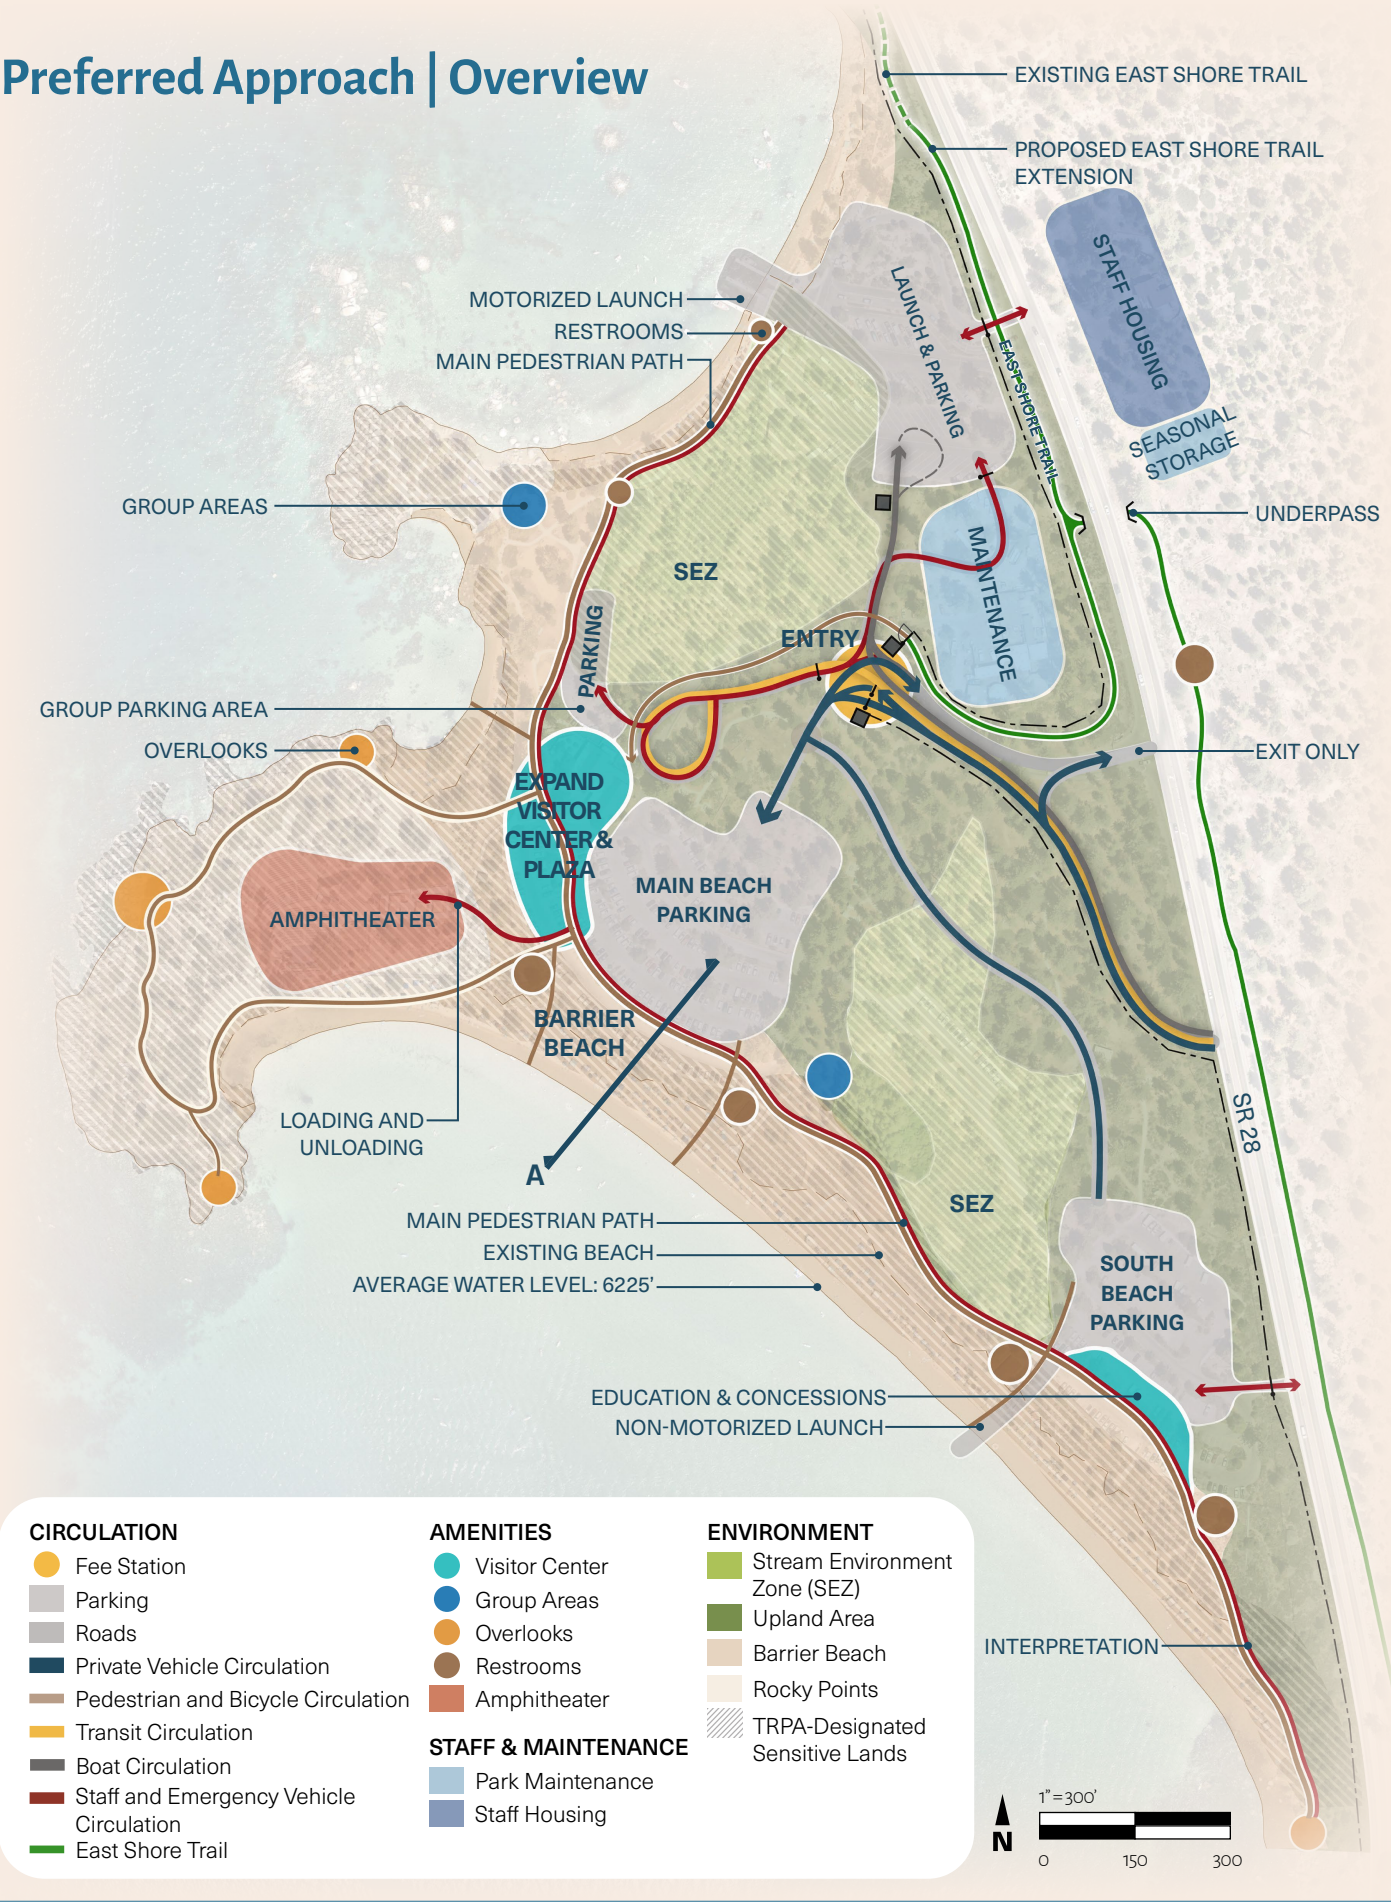 Preferred Approach | Overview
EXISTING EAST SHORE TRAIL
PROPOSED EAST SHORE TRAIL
EXTENSION
STAFF HOUSING
SEASONAL
STORAGE
LAUNCH & PARKING
EAST SHORE TRAIL
MOTORIZED LAUNCH
RESTROOMS
MAIN PEDESTRIAN PATH
GROUP AREAS
UNDERPASS
MAINTENANCE
SEZ
ENTRY
PARKING
GROUP PARKING AREA
OVERLOOKS
EXIT ONLY
EXPAND
VISITOR
CENTER &
PLAZA
MAIN BEACH
PARKING
AMPHITHEATER
BARRIER
BEACH
LOADING AND
UNLOADING
A
SR 28
SEZ
MAIN PEDESTRIAN PATH
EXISTING BEACH
AVERAGE WATER LEVEL: 6225'
SOUTH
BEACH
PARKING
EDUCATION & CONCESSIONS
NON-MOTORIZED LAUNCH
INTERPRETATION
CIRCULATION
Fee Station
Parking
Roads
Private Vehicle Circulation
Pedestrian and Bicycle Circulation
Transit Circulation
Boat Circulation
Staff and Emergency Vehicle
Circulation
East Shore Trail
AMENITIES
Visitor Center
Group Areas
Overlooks
Restrooms
Amphitheater
STAFF & MAINTENANCE
Park Maintenance
Staff Housing
ENVIRONMENT
Stream Environment
Zone (SEZ)
Upland Area
Barrier Beach
Rocky Points
TRPA-Designated
Sensitive Lands
N
1"=300'
0 150 300